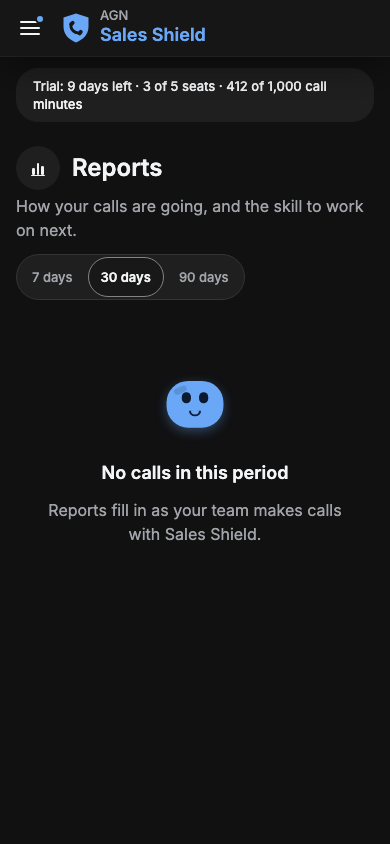 AGN
Sales Shield
Trial: 9 days left · 3 of 5 seats · 412 of 1,000 call
minutes
Reports
How your calls are going, and the skill to work
on next.
7 days 30 days 90 days
No calls in this period
Reports fill in as your team makes calls
with Sales Shield.